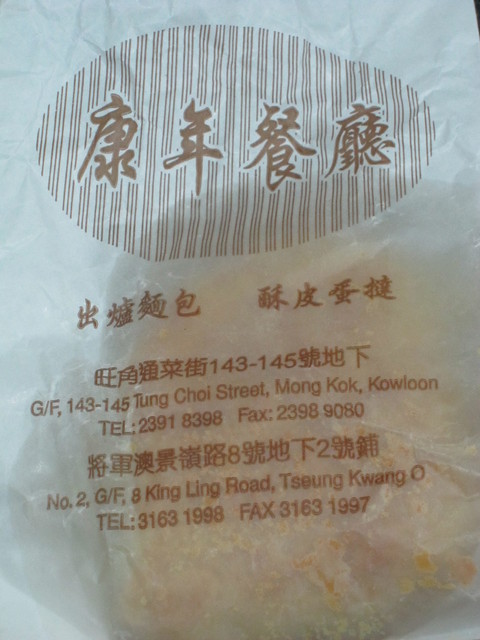 康年餐廳
出爐麵包 酥皮蛋撻
旺角通菜街143-145號地下
G/F, 143-145 Tung Choi Street, Mong Kok, Kowloon
TEL: 2391 8398 Fax: 2398 9080
將軍澳景嶺路8號地下2號鋪
No. 2, G/F, 8 King Ling Road, Tseung Kwang O
TEL: 3163 1998 FAX 3163 1997